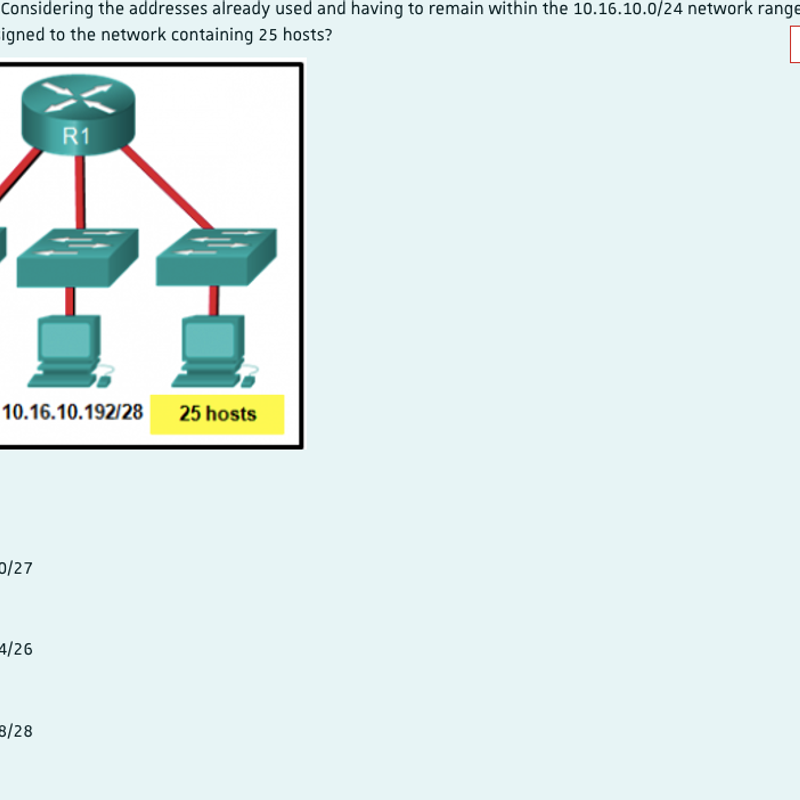 Considering the addresses already used and having to remain within the 10.16.10.0/24 network range
igned to the network containing 25 hosts?
R1
10.16.10.192/28
25 hosts
0/27
4/26
8/28